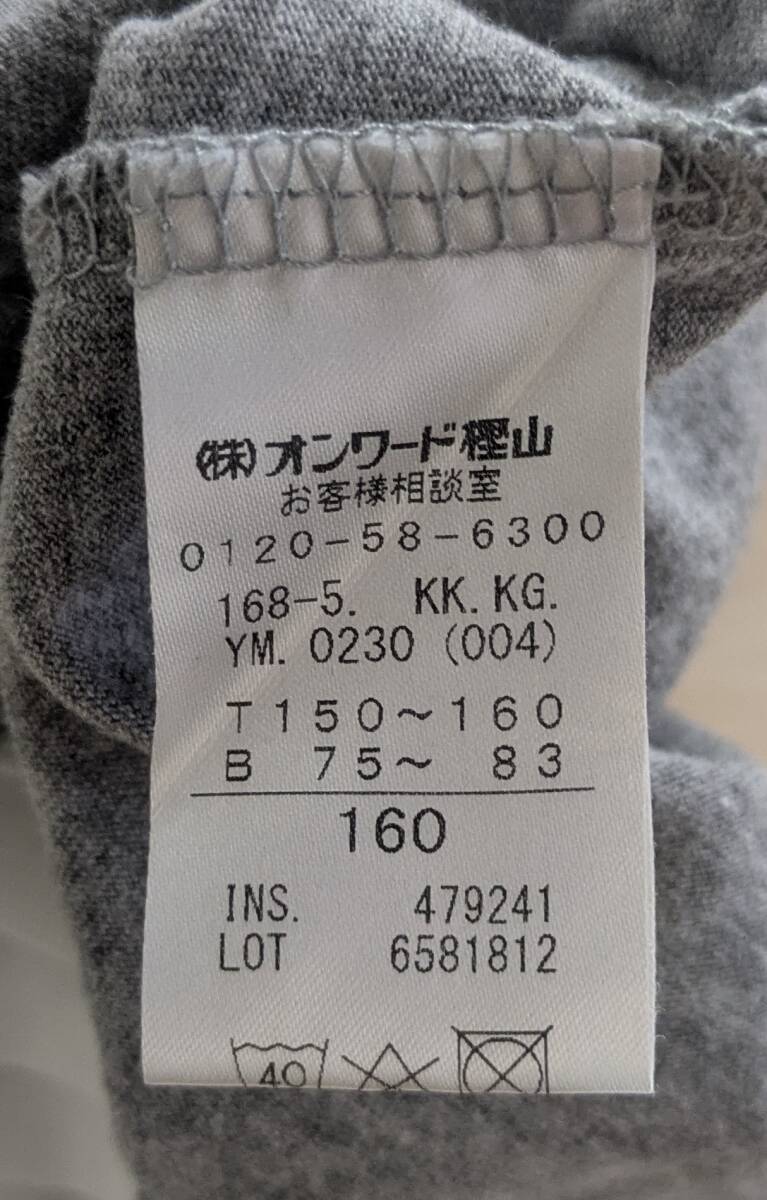 (株)オンワード樫山
お客様相談室
0120-58-6300
168-5. KK. KG.
YM. 0230 (004)
T150～160
B 75～ 83
160
INS. 479241
LOT 6581812
40